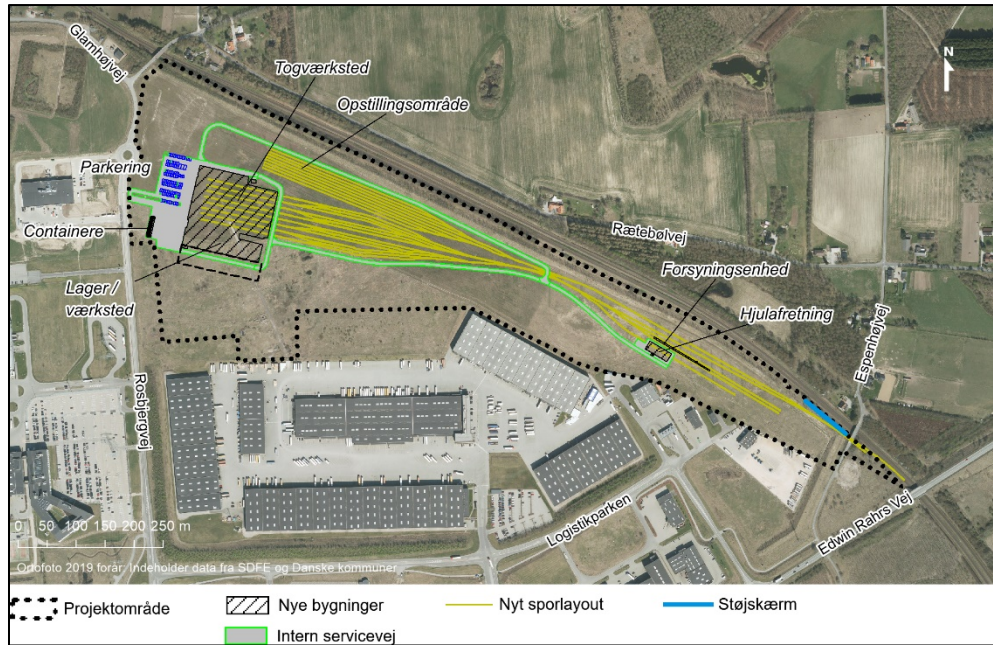 Glamhøjvej
Togværksted
Opstillingsområde
N
Parkering
Containere
Rætebølvej
Forsyningsenhed
Hjulafretning
Espenhøjvej
Lager /
værksted
Rosbjergvej
Logistikparken
Edwin Rahrs Vej
0 50 100 150 200 250 m
Ortofoto 2019 forår: Indeholder data fra SDFE og Danske kommuner
Projektområde
Nye bygninger
Nyt sporlayout
Støjskærm
Intern servicevej